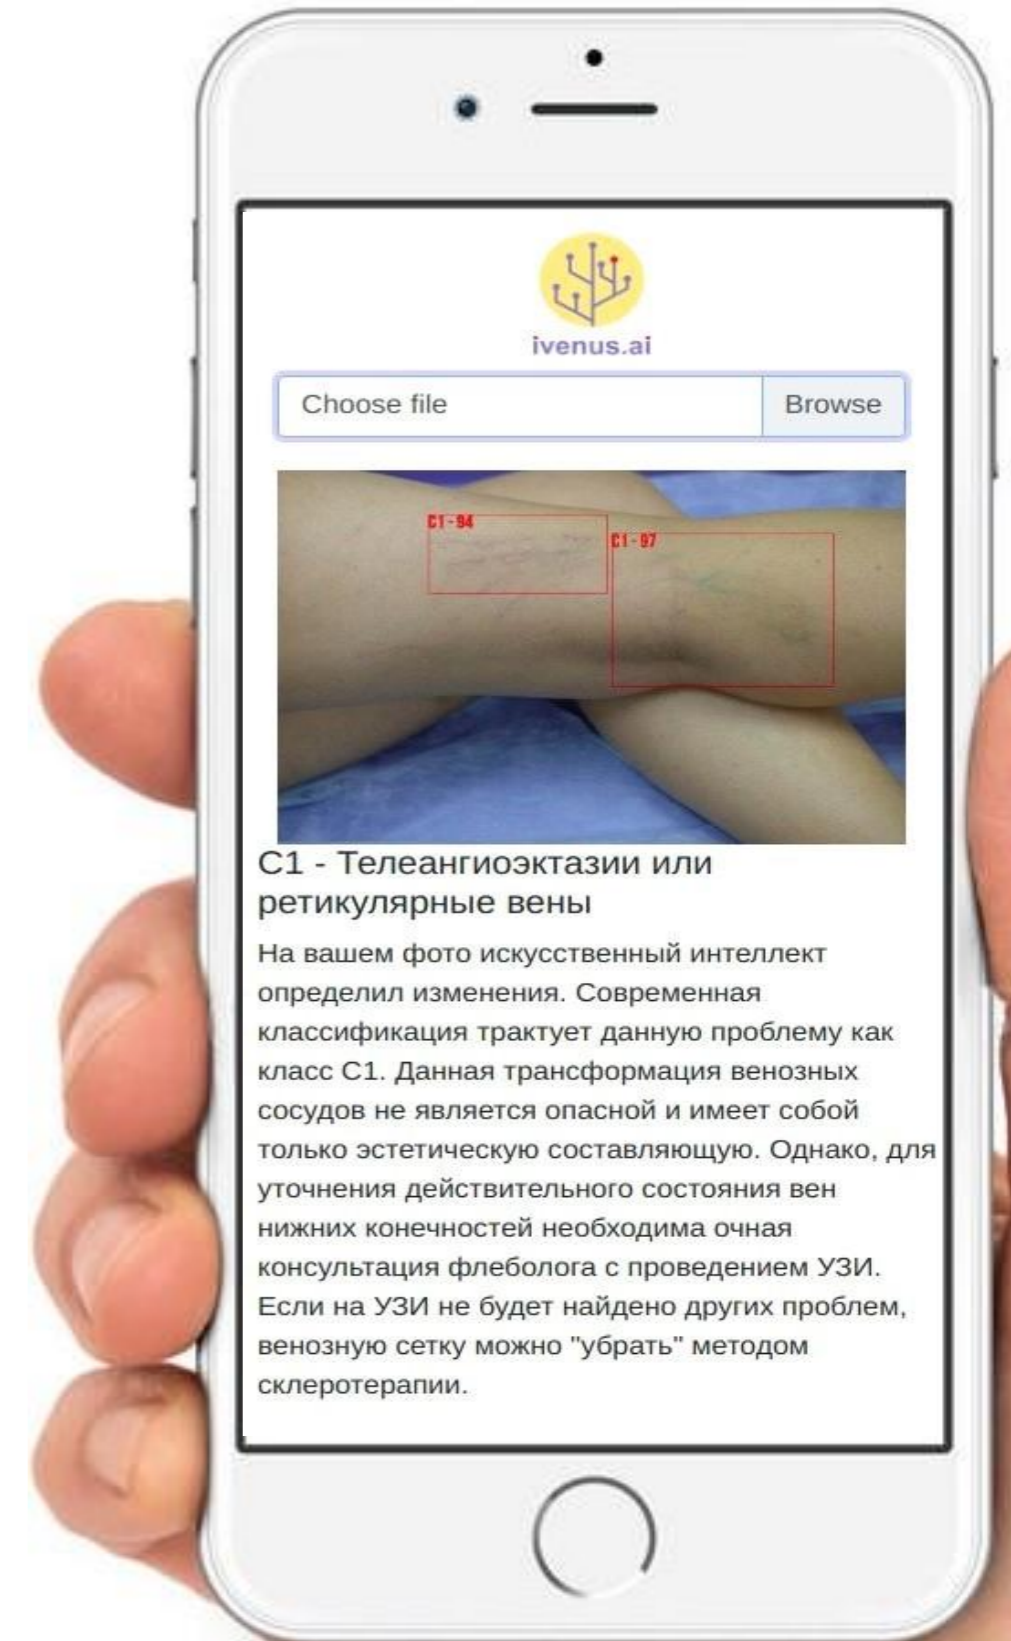 ivenus.ai
Choose file
Browse
C1-94
C1-97
C1 - Телеангиоэктазии или
ретикулярные вены
На вашем фото искусственный интеллект
определил изменения. Современная
классификация трактует данную проблему как
класс C1. Данная трансформация венозных
сосудов не является опасной и имеет собой
только эстетическую составляющую. Однако, для
уточнения действительного состояния вен
нижних конечностей необходима очная
консультация флеболога с проведением УЗИ.
Если на УЗИ не будет найдено других проблем,
венозную сетку можно "убрать" методом
склеротерапии.